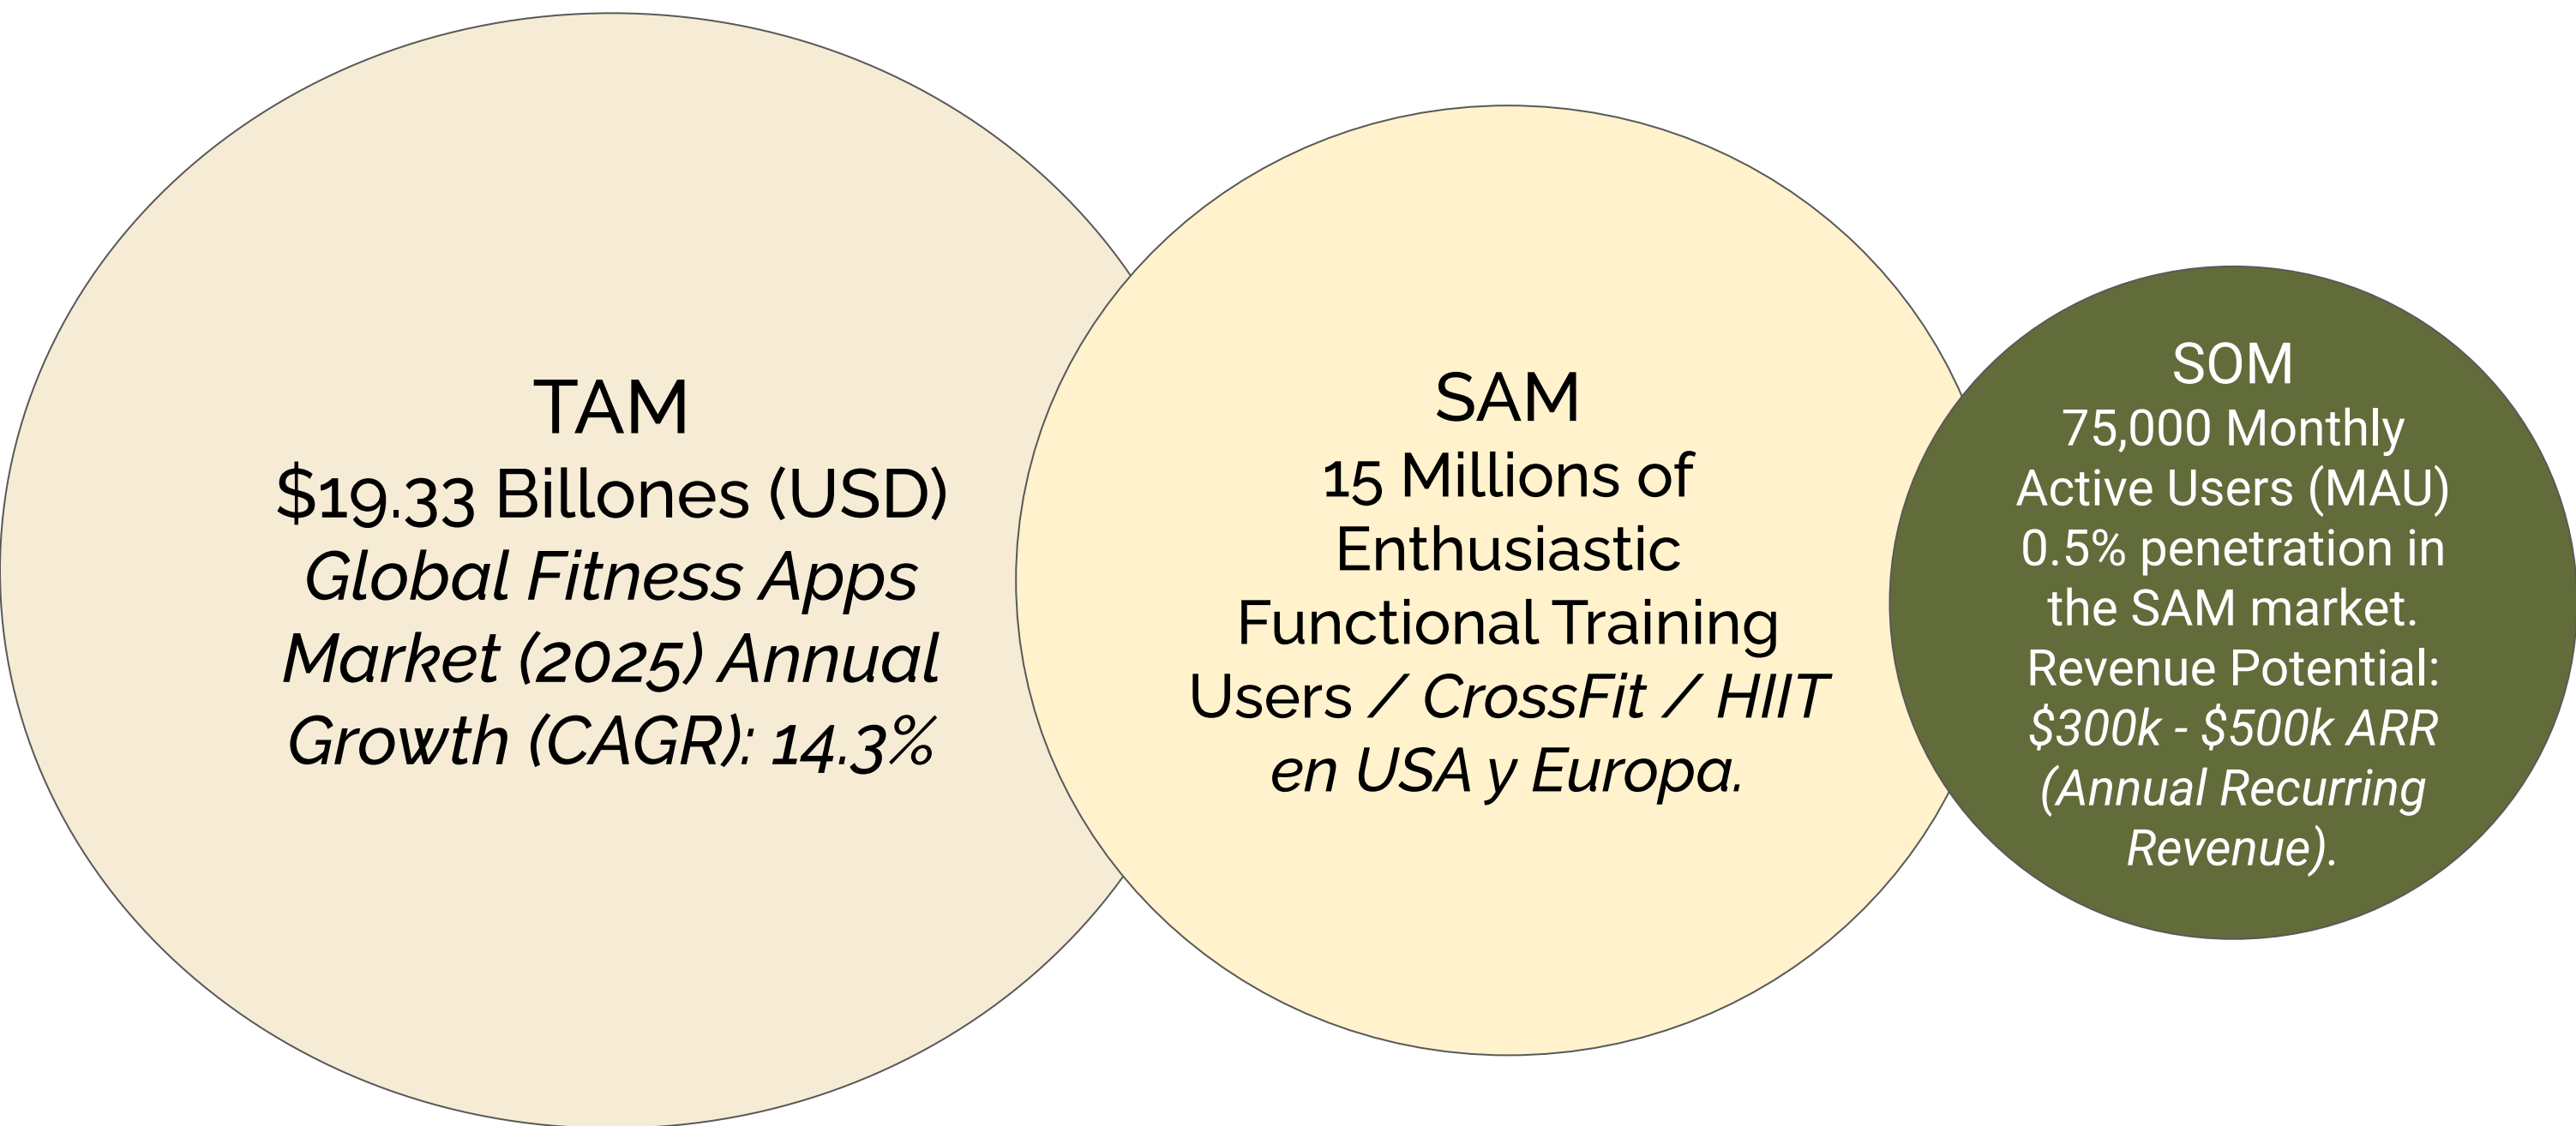 TAM
$19.33 Billones (USD)
Global Fitness Apps
Market (2025) Annual
Growth (CAGR): 14.3%
SAM
15 Millions of
Enthusiastic
Functional Training
Users / CrossFit / HIIT
en USA y Europa.
SOM
75,000 Monthly
Active Users (MAU)
0.5% penetration in
the SAM market.
Revenue Potential:
$300k - $500k ARR
(Annual Recurring
Revenue).